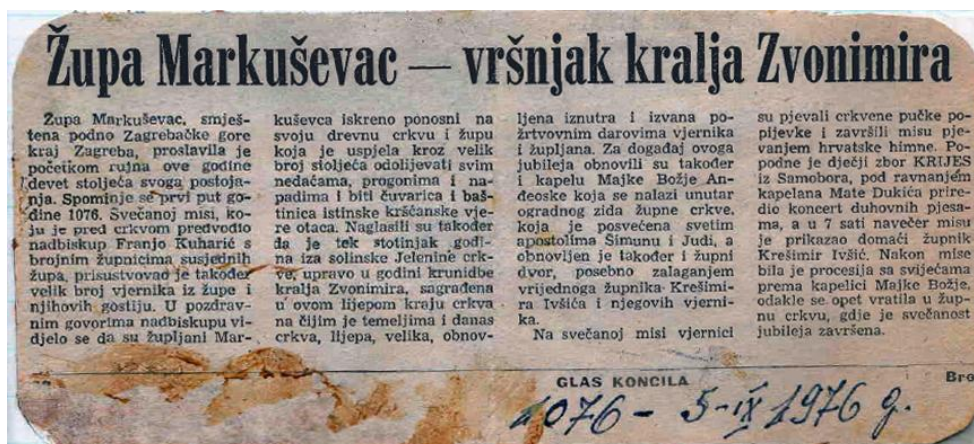 Župa Markuševac — vršnjak kralja Zvonimira
Župa Markuševac, smješ-
tena podno Zagrebačke gore
kraj Zagreba, proslavila je
početkom rujna ove godine
devet stoljeća svoga postoja-
nja. Spominje se prvi put go-
dine 1076. Svečanoj misi, ko-
ju je pred crkvom predvodio
nadbiskup Franjo Kuharić s
brojnim župnicima susjednih
župa, prisustvovao je također
velik broj vjernika iz župe i
njihovih gostiju. U pozdrav-
nim govorima nadbiskupu vi-
djelo se da su župljani Mar-
kuševca iskreno ponosni na
svoju drevnu crkvu i župu
koja je uspjela kroz velik
broj stoljeća odolijevati svim
nedaćama, progonima i na-
padima i biti čuvarica i baš-
tinica istinske kršćanske vje-
re otaca. Naglasili su također
da je tek stotinjak godi-
na iza solinske Jelenine crk-
ve, upravo u godini krunidbe
kralja Zvonimira, sagrađena
u ovom lijepom kraju crkva
na čijim je temeljima i danas
crkva, lijepa, velika, obnov-
ljena iznutra i izvana po-
žrtvovnim darovima vjernika
i župljana. Za događaj ovoga
jubileja obnovili su također
i kapelu Majke Božje An-
đeoske koja se nalazi unutar
ogradnog zida župne crkve,
koja je posvećena svetim
apostolima Šimunu i Judi, a
obnovljen je također i župni
dvor, posebno zalaganjem
vrijednoga župnika Krešimi-
ra Ivšića i njegovih vjerni-
ka.
Na svečanoj misi vjernici
su pjevali crkvene pučke po-
pijevke i završili misu pje-
vanjem hrvatske himne. Po-
podne je dječji zbor KRIJES
iz Samobora, pod ravnanjem
kapelana Mate Dukića prire-
dio koncert duhovnih pjesa-
ma, a u 7 sati navečer misu
je prikazao domaći župnik
Krešimir Ivšić. Nakon mise
bila je procesija sa svijećama
prema kapelici Majke Božje,
odakle se opet vratila u žup-
nu crkvu, gdje je svečanost
jubileja završena.
GLAS KONCILA
Bro
1076 - 5-IX 1976 g.